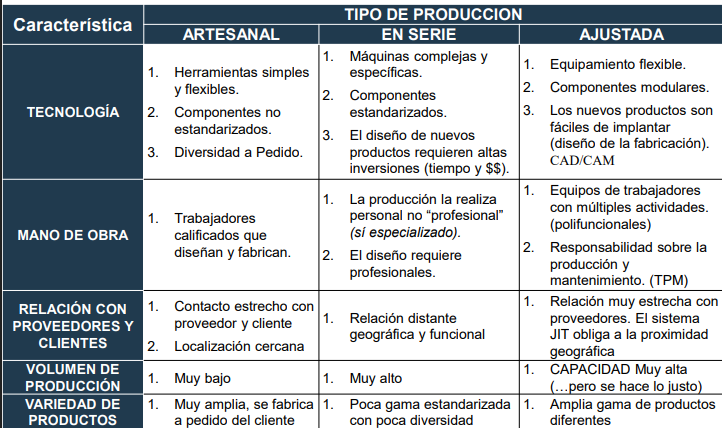 Característica
TIPO DE PRODUCCION
ARTESANAL
EN SERIE
AJUSTADA
TECNOLOGÍA
1. Herramientas simples
y flexibles.
2. Componentes no
estandarizados.
3. Diversidad a Pedido.
1. Máquinas complejas y
específicas.
2. Componentes
estandarizados.
3. El diseño de nuevos
productos requieren altas
inversiones (tiempo y $$).
1. Equipamiento flexible.
2. Componentes modulares.
3. Los nuevos productos son
fáciles de implantar
(diseño de la fabricación).
CAD/CAM
MANO DE OBRA
1. Trabajadores
calificados que
diseñan y fabrican.
1. La producción la realiza
personal no “profesional”
(sí especializado).
2. El diseño requiere
profesionales.
1. Equipos de trabajadores
con múltiples actividades.
(polifuncionales)
2. Responsabilidad sobre la
producción y
mantenimiento. (TPM)
RELACIÓN CON
PROVEEDORES Y
CLIENTES
1. Contacto estrecho con
proveedor y cliente
2. Localización cercana
1. Relación distante
geográfica y funcional
1. Relación muy estrecha con
proveedores. El sistema
JIT obliga a la proximidad
geográfica
VOLUMEN DE
PRODUCCIÓN
1. Muy bajo
1. Muy alto
1. CAPACIDAD Muy alta
(…pero se hace lo justo)
VARIEDAD DE
PRODUCTOS
1. Muy amplia, se fabrica
a pedido del cliente
1. Poca gama estandarizada
con poca diversidad
1. Amplia gama de productos
diferentes